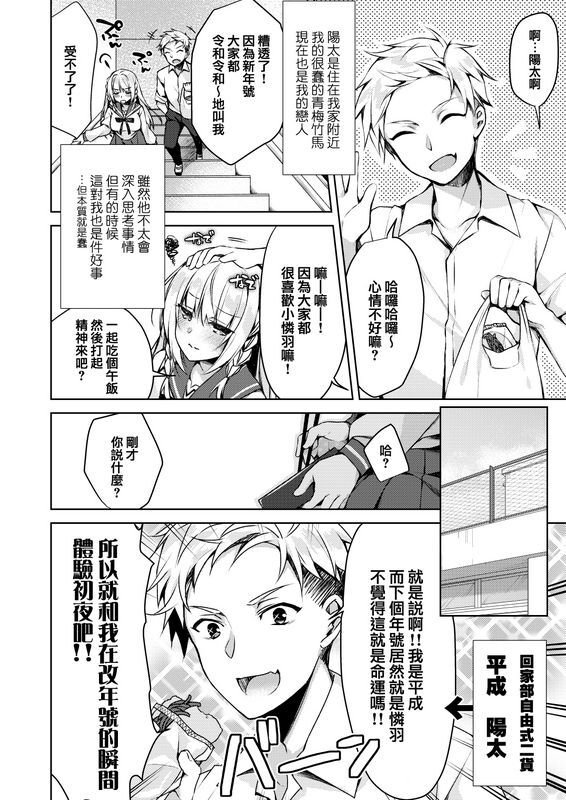 啊…陽太啊
陽太是住在我家附近
我的很蠢的青梅竹馬
現在也是我的戀人
糟透了！
因為新年號
大家都
令和令和～地叫我
受不了！
哈囉哈囉～
心情不好嘛？
雖然他不太會
深入思考事情
但有的時候
這對我也是件好事
…但本質就是蠢
嘛—嘛—！
因為大家都
很喜歡小憐羽嘛！
一起吃個午飯
然後打起
精神來吧？
哈？
剛才
你說什麼？
回家部自由式二貨
平成 陽太
就是說啊!!我是平成
而下個年號居然就是憐羽
不覺得這就是命運嗎!!
所以就和我在改年號的瞬間
體驗初夜吧!!
バーン